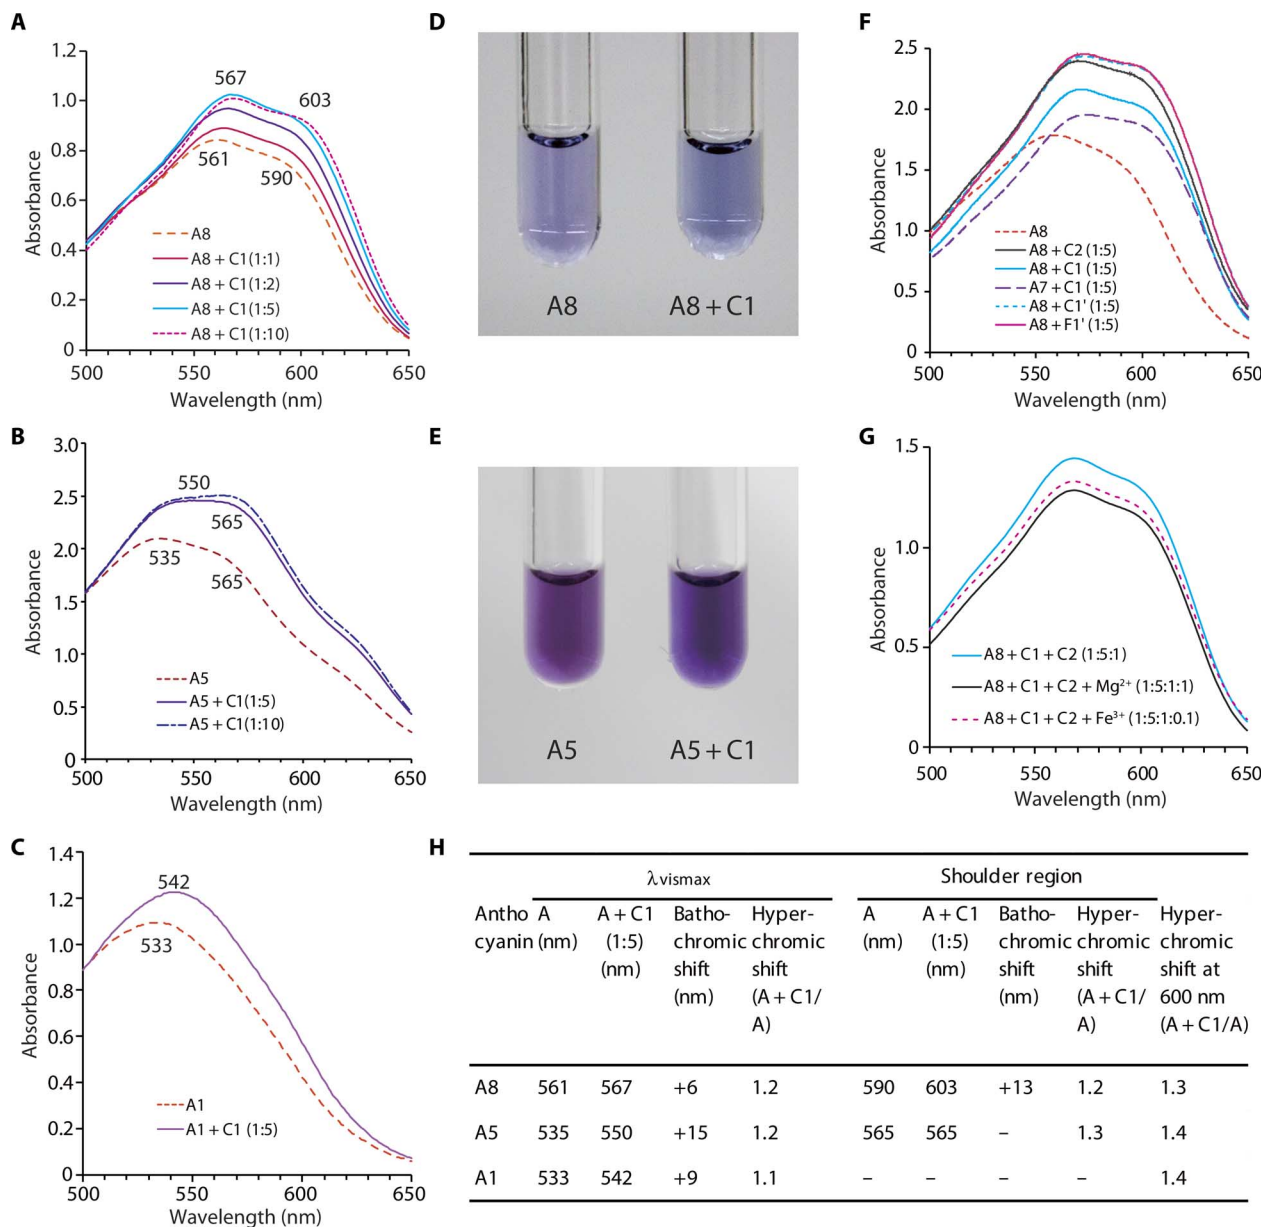 A
1.2
1.0
0.8
0.6
0.4
0.2
0
500 550 600 650
Absorbance
Wavelength (nm)
567
603
561
590
A8
A8 + C1 (1:1)
A8 + C1 (1:2)
A8 + C1 (1:5)
A8 + C1 (1:10)
D
A8 A8 + C1
F
2.5
2.0
1.5
1.0
0.5
0
500 550 600 650
Absorbance
Wavelength (nm)
A8
A8 + C2 (1:5)
A8 + C1 (1:5)
A7 + C1 (1:5)
A8 + C1' (1:5)
A8 + F1' (1:5)
B
3.0
2.5
2.0
1.5
1.0
0.5
0
500 550 600 650
Absorbance
Wavelength (nm)
550
565
535
565
A5
A5 + C1 (1:5)
A5 + C1 (1:10)
E
A5 A5 + C1
G
1.5
1.0
0.5
0
500 550 600 650
Absorbance
Wavelength (nm)
A8 + C1 + C2 (1:5:1)
A8 + C1 + C2 + Mg²⁺ (1:5:1:1)
A8 + C1 + C2 + Fe³⁺ (1:5:1:0.1)
C
1.4
1.2
1.0
0.8
0.6
0.4
0.2
0
500 550 600 650
Absorbance
Wavelength (nm)
542
533
A1
A1 + C1 (1:5)
H
λvismax Shoulder region
Antho A A + C1 Batho- Hyper- A A + C1 Batho- Hyper- Hyper-
cyanin (nm) (1:5) chromic chromic (nm) (1:5) chromic chromic chromic
(nm) shift shift (nm) shift shift shift at
(nm) (A + C1/ (nm) (A + C1/ 600 nm
A) A) (A + C1/A)
A8 561 567 +6 1.2 590 603 +13 1.2 1.3
A5 535 550 +15 1.2 565 565 – 1.3 1.4
A1 533 542 +9 1.1 – – – – 1.4